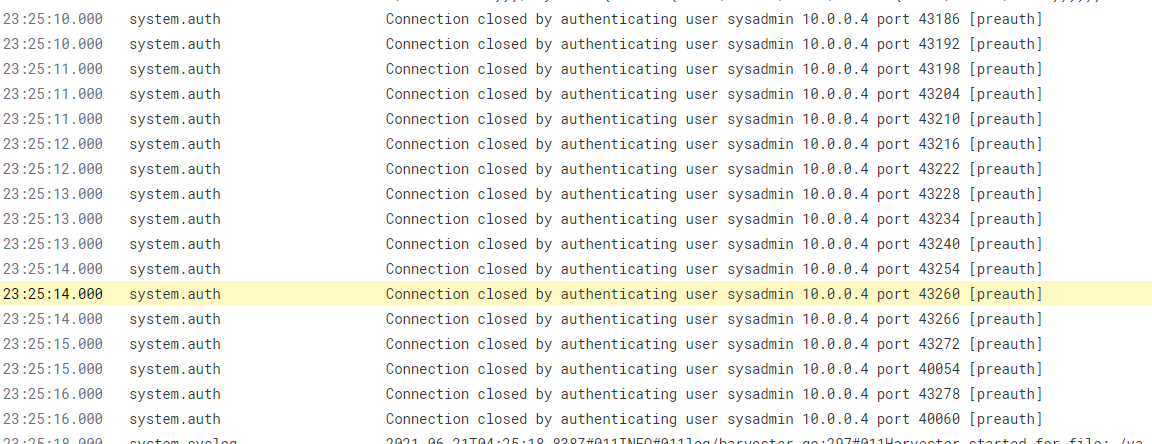 23:25:10.000 system.auth Connection closed by authenticating user sysadmin 10.0.0.4 port 43186 [preauth]
23:25:10.000 system.auth Connection closed by authenticating user sysadmin 10.0.0.4 port 43192 [preauth]
23:25:11.000 system.auth Connection closed by authenticating user sysadmin 10.0.0.4 port 43198 [preauth]
23:25:11.000 system.auth Connection closed by authenticating user sysadmin 10.0.0.4 port 43204 [preauth]
23:25:11.000 system.auth Connection closed by authenticating user sysadmin 10.0.0.4 port 43210 [preauth]
23:25:12.000 system.auth Connection closed by authenticating user sysadmin 10.0.0.4 port 43216 [preauth]
23:25:12.000 system.auth Connection closed by authenticating user sysadmin 10.0.0.4 port 43222 [preauth]
23:25:13.000 system.auth Connection closed by authenticating user sysadmin 10.0.0.4 port 43228 [preauth]
23:25:13.000 system.auth Connection closed by authenticating user sysadmin 10.0.0.4 port 43234 [preauth]
23:25:13.000 system.auth Connection closed by authenticating user sysadmin 10.0.0.4 port 43240 [preauth]
23:25:14.000 system.auth Connection closed by authenticating user sysadmin 10.0.0.4 port 43254 [preauth]
23:25:14.000 system.auth Connection closed by authenticating user sysadmin 10.0.0.4 port 43260 [preauth]
23:25:14.000 system.auth Connection closed by authenticating user sysadmin 10.0.0.4 port 43266 [preauth]
23:25:15.000 system.auth Connection closed by authenticating user sysadmin 10.0.0.4 port 43272 [preauth]
23:25:15.000 system.auth Connection closed by authenticating user sysadmin 10.0.0.4 port 40054 [preauth]
23:25:16.000 system.auth Connection closed by authenticating user sysadmin 10.0.0.4 port 43278 [preauth]
23:25:16.000 system.auth Connection closed by authenticating user sysadmin 10.0.0.4 port 40060 [preauth]
23:25:18.000 system.syslog 2021-06-21T04:25:18.838Z#011INFO#011log/harvester.go:297#011Harvester started for file: /va